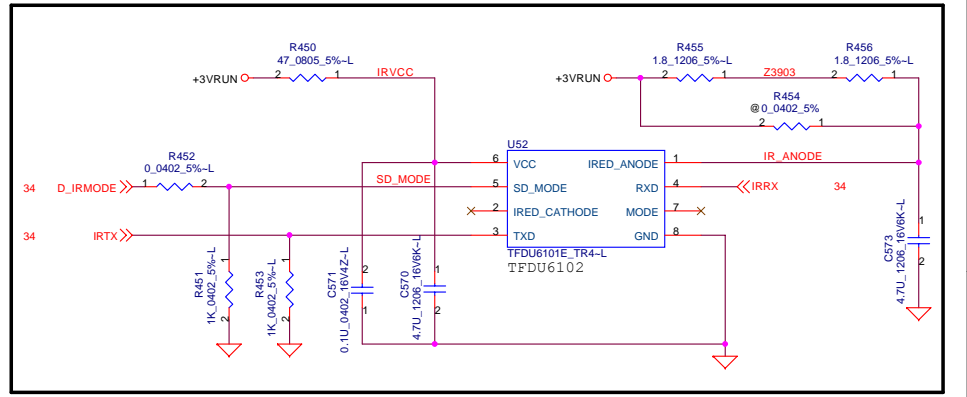 R450
47_0805_5%~L
+3VRUN
2
1
IRVCC
R455
1.8_1206_5%~L
R456
1.8_1206_5%~L
+3VRUN
2
1
Z3903
2
1
R454
@0_0402_5%
2
1
R452
0_0402_5%~L
34
D_IRMODE
1
2
SD_MODE
U52
6
VCC
IRED_ANODE
1
IR_ANODE
5
SD_MODE
RXD
4
IRRX
34
2
IRED_CATHODE
MODE
7
34
IRTX
3
TXD
GND
8
TFDU6101E_TR4~L
TFDU6102
R451
1K_0402_5%~L
1
2
R453
1K_0402_5%~L
1
2
C571
0.1U_0402_16V4Z~L
2
1
C570
4.7U_1206_16V6K~L
1
2
C573
4.7U_1206_16V6K~L
1
2